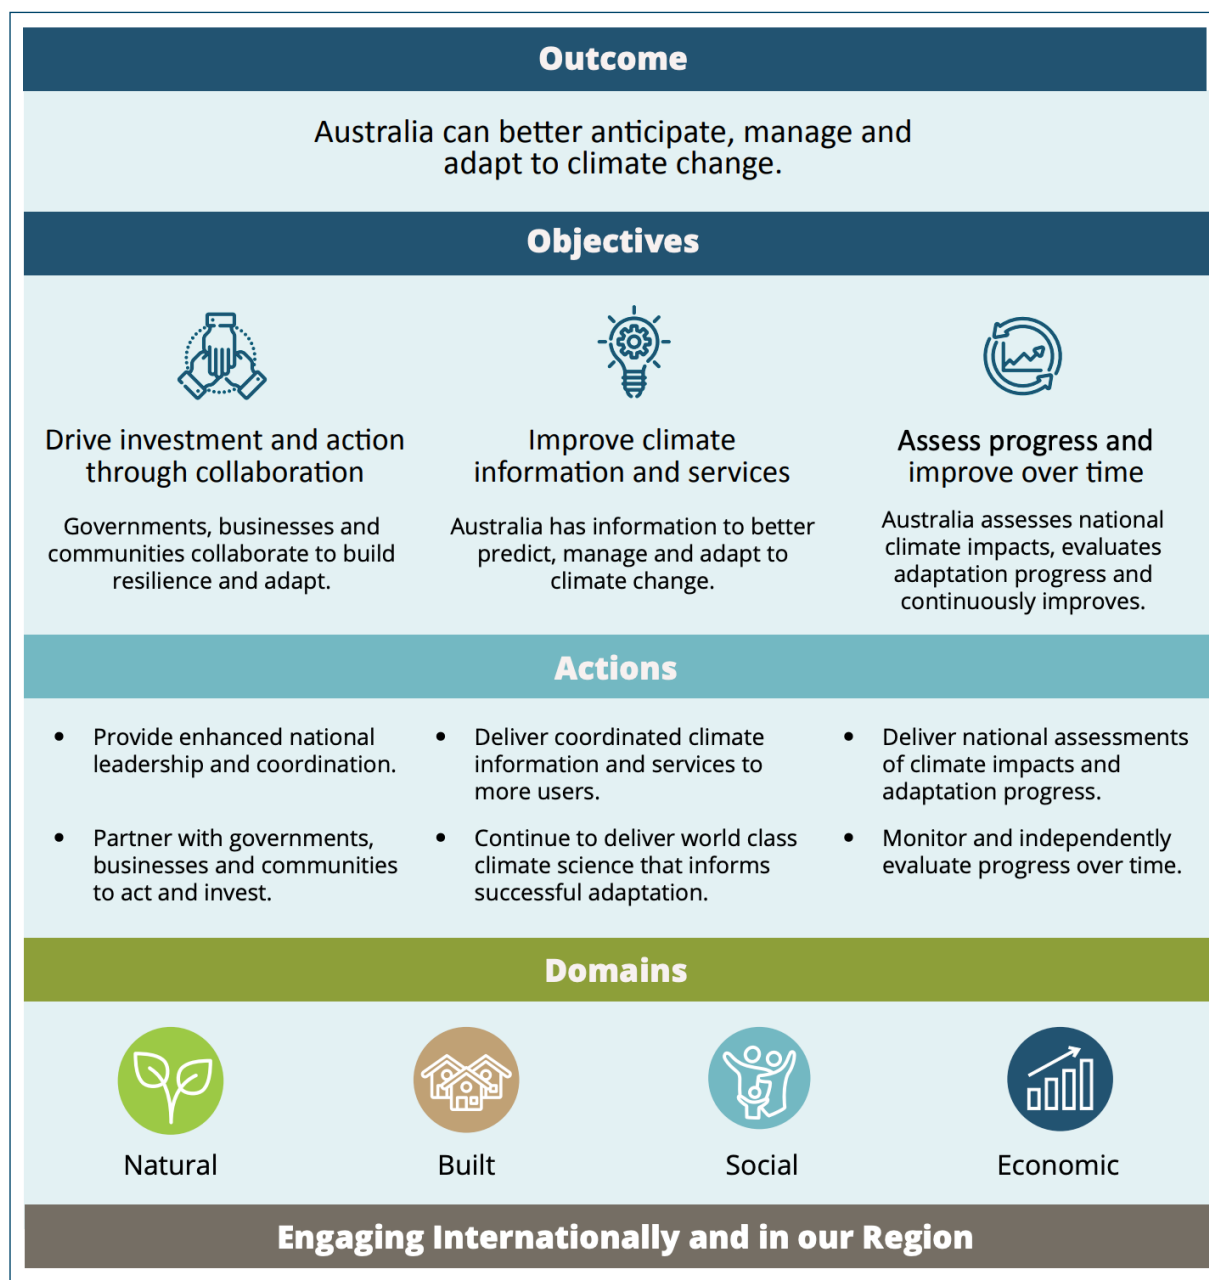 Outcome
Australia can better anticipate, manage and
adapt to climate change.
Objectives
Drive investment and action
through collaboration
Governments, businesses and
communities collaborate to build
resilience and adapt.
Improve climate
information and services
Australia has information to better
predict, manage and adapt to
climate change.
Assess progress and
improve over time
Australia assesses national
climate impacts, evaluates
adaptation progress and
continuously improves.
Actions
• Provide enhanced national
leadership and coordination.
• Partner with governments,
businesses and communities
to act and invest.
• Deliver coordinated climate
information and services to
more users.
• Continue to deliver world class
climate science that informs
successful adaptation.
• Deliver national assessments
of climate impacts and
adaptation progress.
• Monitor and independently
evaluate progress over time.
Domains
Natural
Built
Social
Economic
Engaging Internationally and in our Region